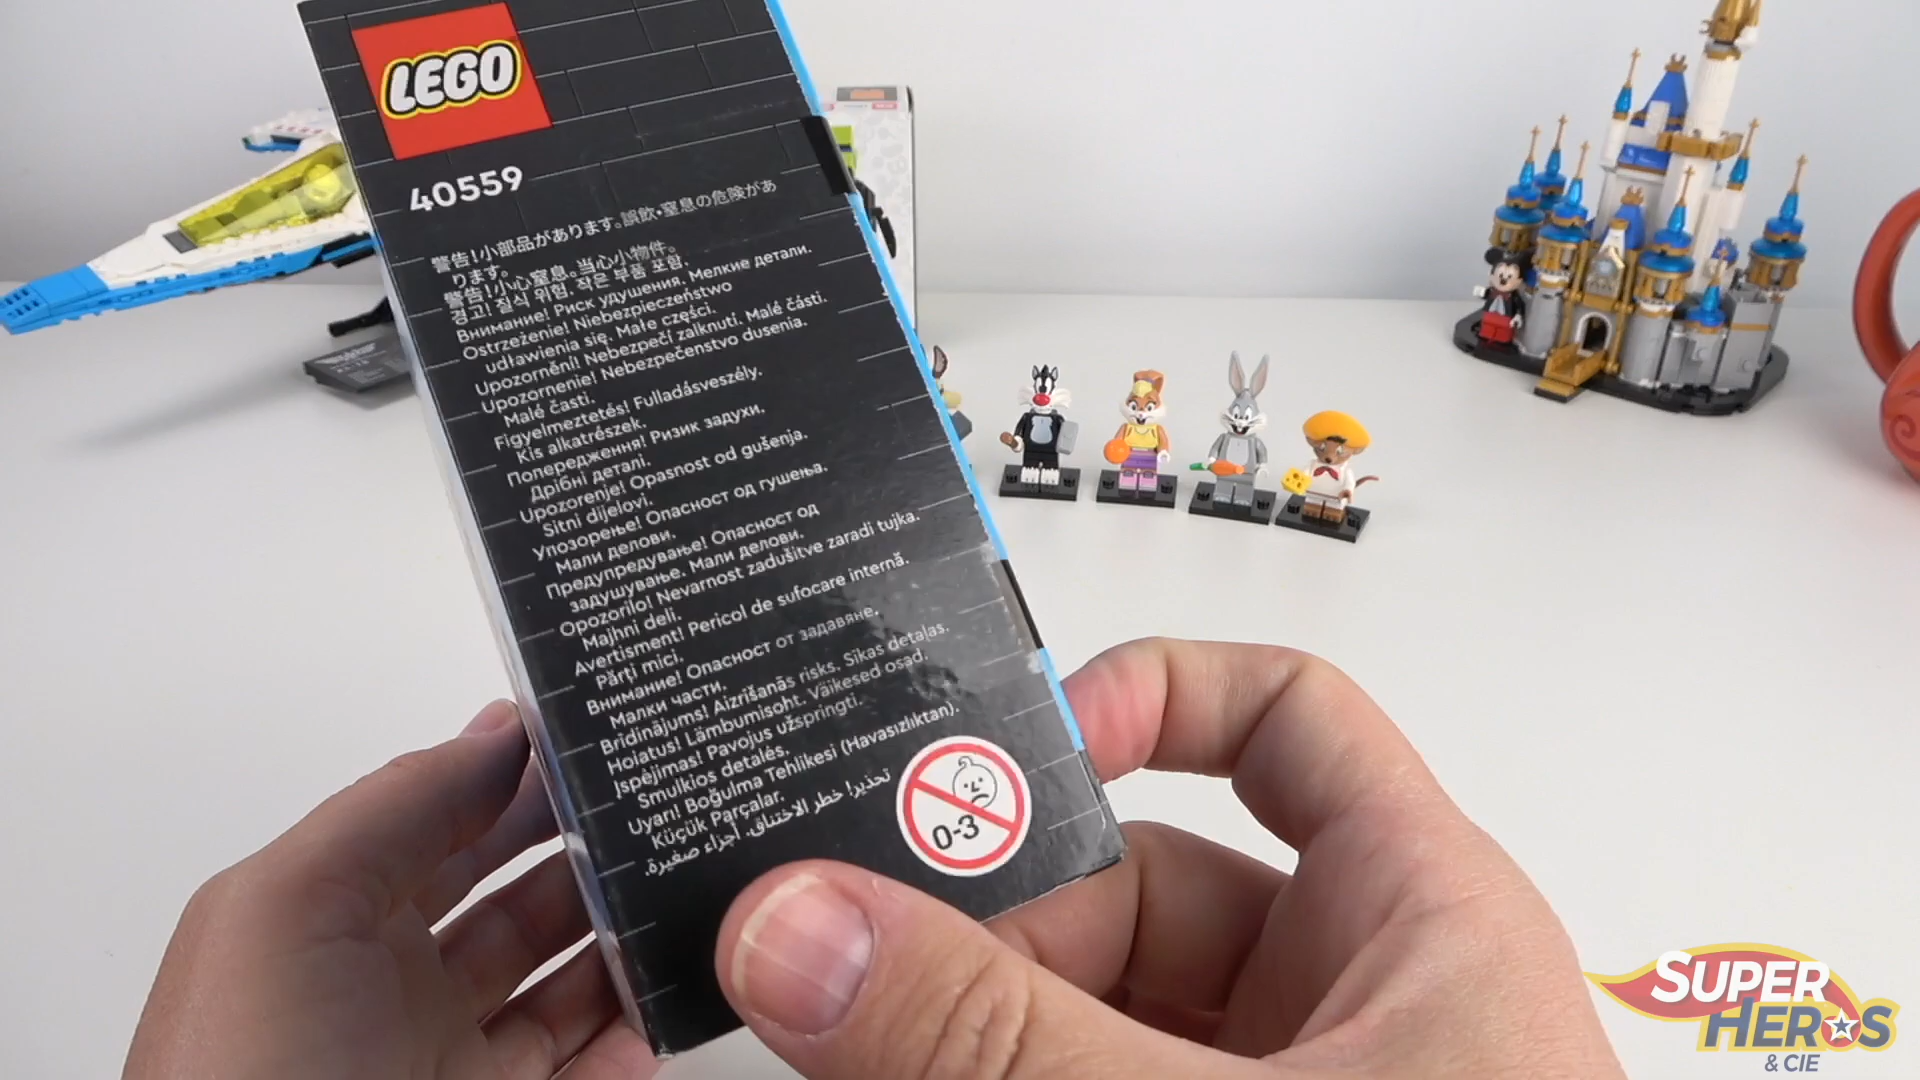 LEGO
40559
警告!小部品があります。誤飲•窒息の危険があ
ります。
警告!小心窒息。当心小物件。
경고! 질식 위험. 작은 부품 포함.
Внимание! Риск удушения. Мелкие детали.
Ostrzeżenie! Niebezpieczeństwo
udławienia się. Małe części.
Upozornění! Nebezpečí zalknutí. Malé části.
Upozornenie! Nebezpečenstvo dusenia.
Malé časti.
Figyelmeztetés! Fulladásveszély.
Kis alkatrészek.
Попередження! Ризик задухи.
Дрібні деталі.
Upozorenje! Opasnost od gušenja.
Sitni dijelovi.
Упозорење! Опасност од гушења.
Мали делови.
Предупредување! Опасност од
задушување. Мали делови.
Opozorilo! Nevarnost zadušitve zaradi tujka.
Majhni deli.
Avertisment! Pericol de sufocare internă.
Părți mici.
Внимание! Опасност от задавяне.
Малки части.
Brīdinājums! Aizrīšanās risks. Sīkas detaļas.
Hoiatus! Lämbumisoht. Väikesed osad.
Įspėjimas! Pavojus užspringti.
Smulkios detalės.
Uyarı! Boğulma Tehlikesi (Havasızlıktan).
Küçük Parçalar.
تحذير! خطر الاختناق. أجزاء صغيرة.
0-3
SUPER
HEROS
& CIE